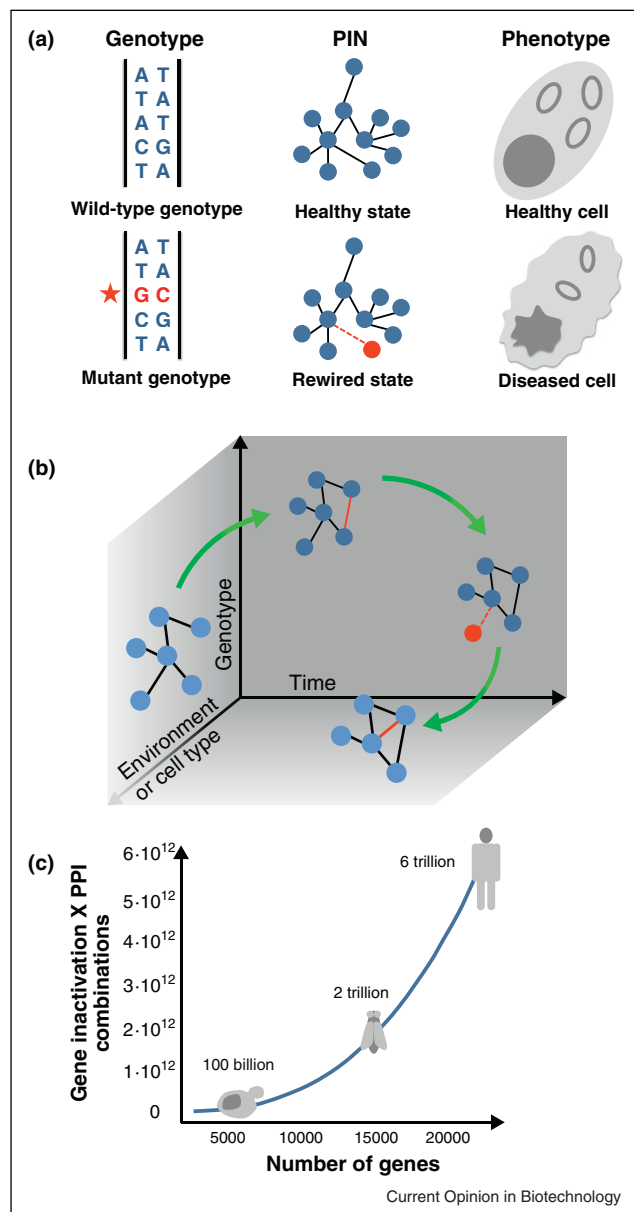 (a)
Genotype PIN Phenotype
A T
T A
A T
C G
T A
Wild-type genotype Healthy state Healthy cell
A T
T A
G C
C G
T A
Mutant genotype Rewired state Diseased cell
(b)
Genotype
Time
Environment
or cell type
(c)
Gene inactivation X PPI
combinations
6·10¹²
5·10¹²
4·10¹²
3·10¹²
2·10¹²
1·10¹²
0
6 trillion
2 trillion
100 billion
5000 10000 15000 20000
Number of genes
Current Opinion in Biotechnology